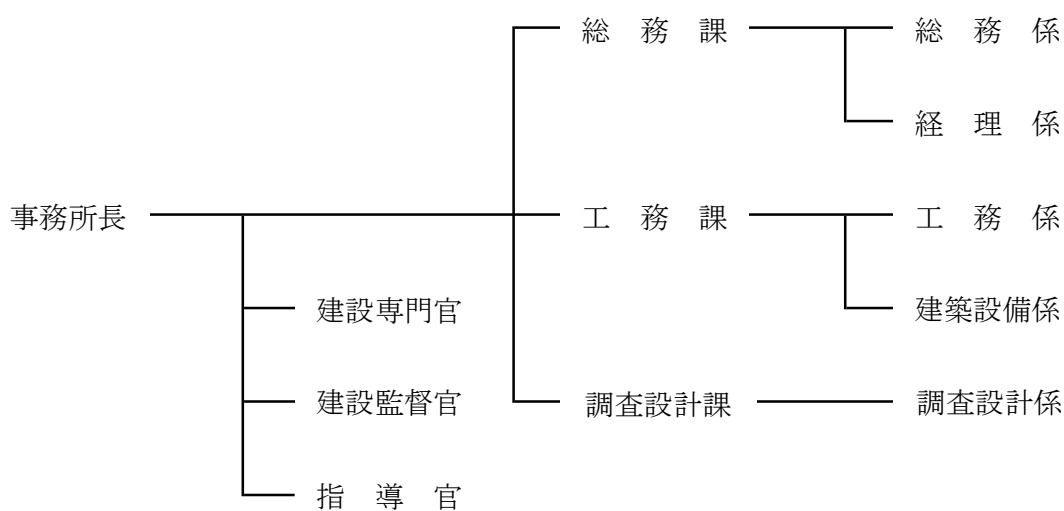 総務課 総務係
経理係
事務所長 工務課 工務係
建設専門官 建築設備係
建設監督官 調査設計課 調査設計係
指導官